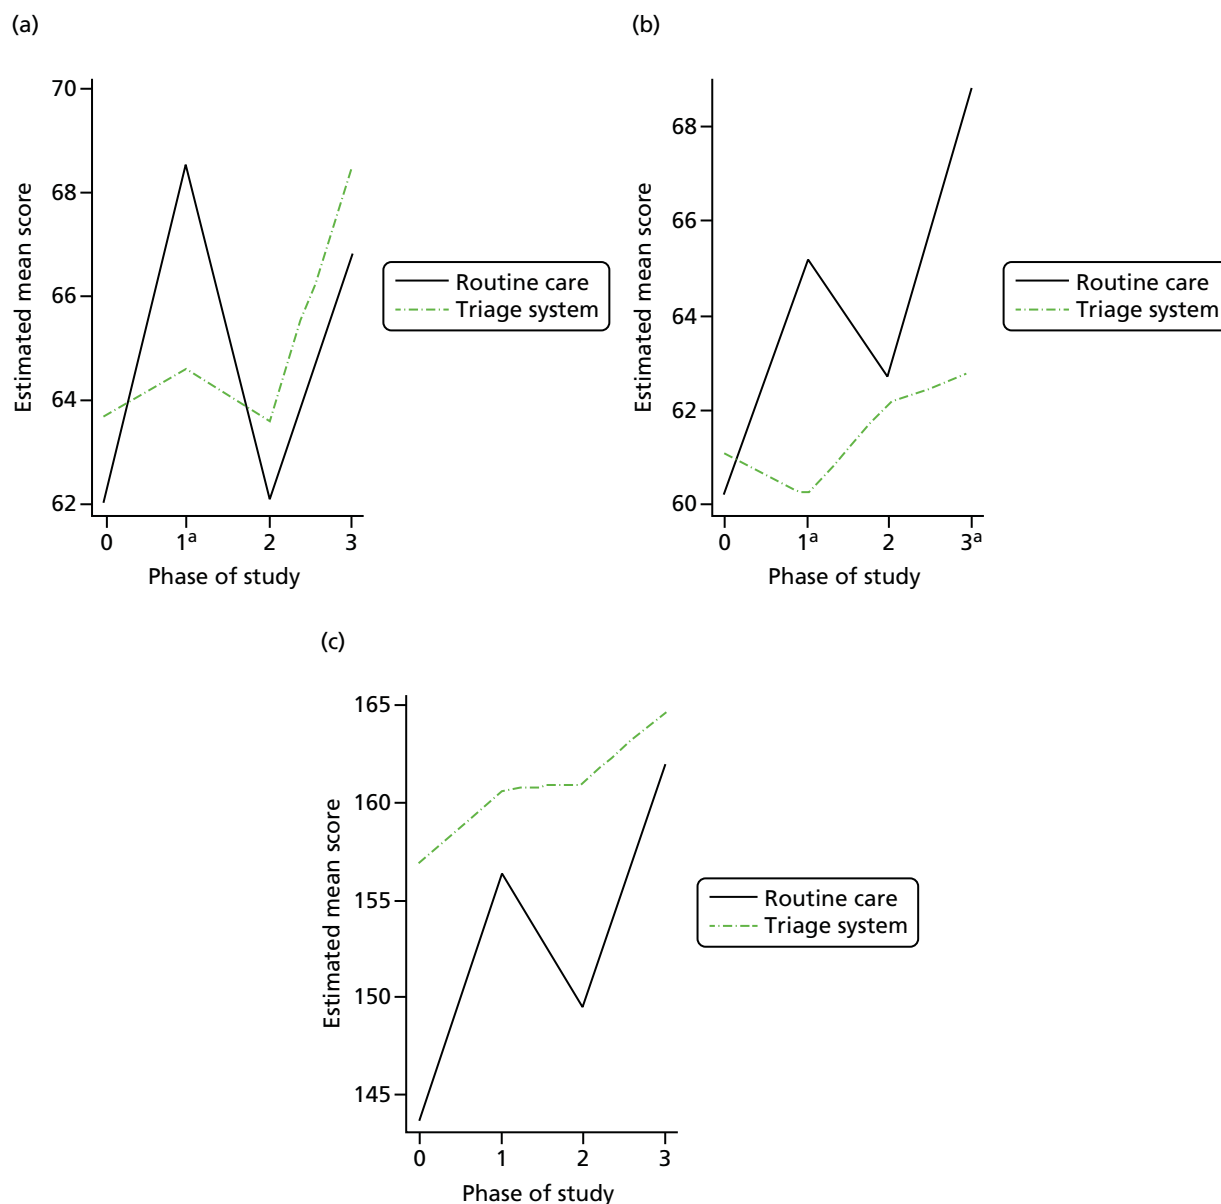 (a)
70
68
66
64
62
Estimated mean score
0 1ᵃ 2 3
Phase of study
Routine care
Triage system
(b)
68
66
64
62
60
Estimated mean score
0 1ᵃ 2 3ᵃ
Phase of study
Routine care
Triage system
(c)
165
160
155
150
145
Estimated mean score
0 1 2 3
Phase of study
Routine care
Triage system